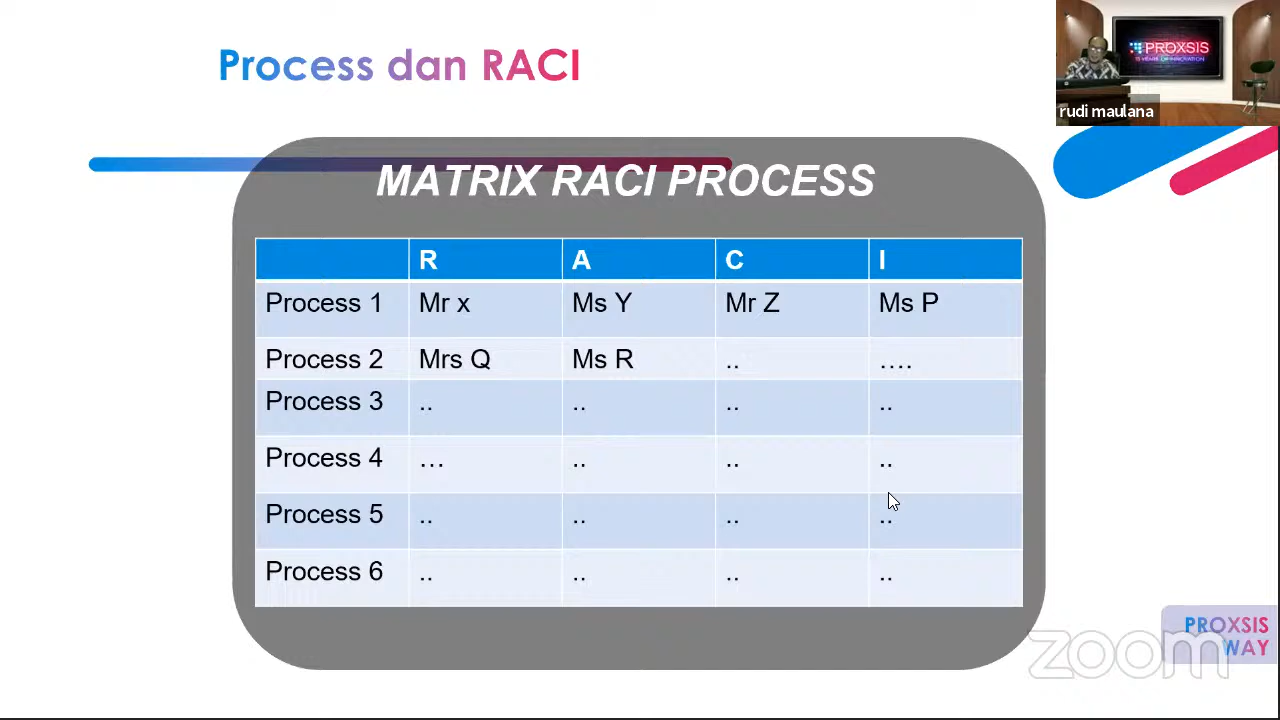 Process dan RACI
PROXSIS
rudi maulana
MATRIX RACI PROCESS
R A C I
Process 1 Mr x Ms Y Mr Z Ms P
Process 2 Mrs Q Ms R .. ....
Process 3 .. .. .. ..
Process 4 ... .. .. ..
Process 5 .. .. .. ..
Process 6 .. .. .. ..
PROXSIS
WAY
zoom